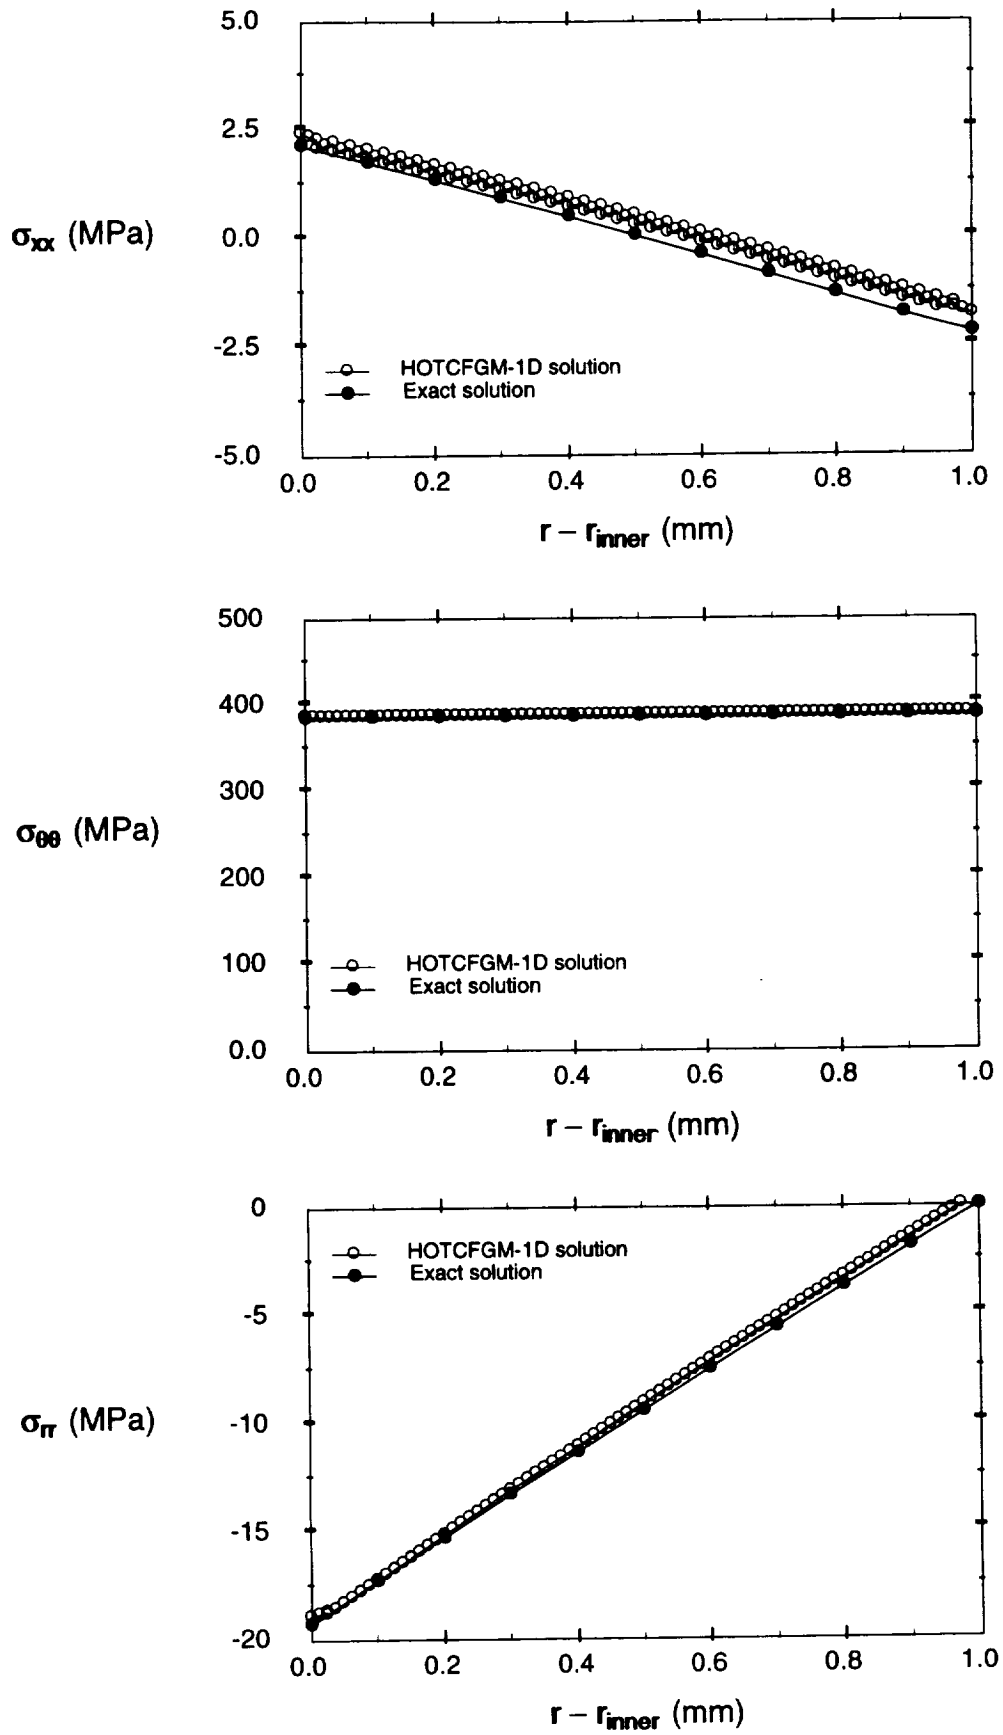 5.0
2.5
0.0
-2.5
-5.0
σxx (MPa)
HOTCFGM-1D solution
Exact solution
0.0 0.2 0.4 0.6 0.8 1.0
r – rinner (mm)
500
400
300
200
100
0.0
σθθ (MPa)
HOTCFGM-1D solution
Exact solution
0.0 0.2 0.4 0.6 0.8 1.0
r – rinner (mm)
0
-5
-10
-15
-20
σrr (MPa)
HOTCFGM-1D solution
Exact solution
0.0 0.2 0.4 0.6 0.8 1.0
r – rinner (mm)